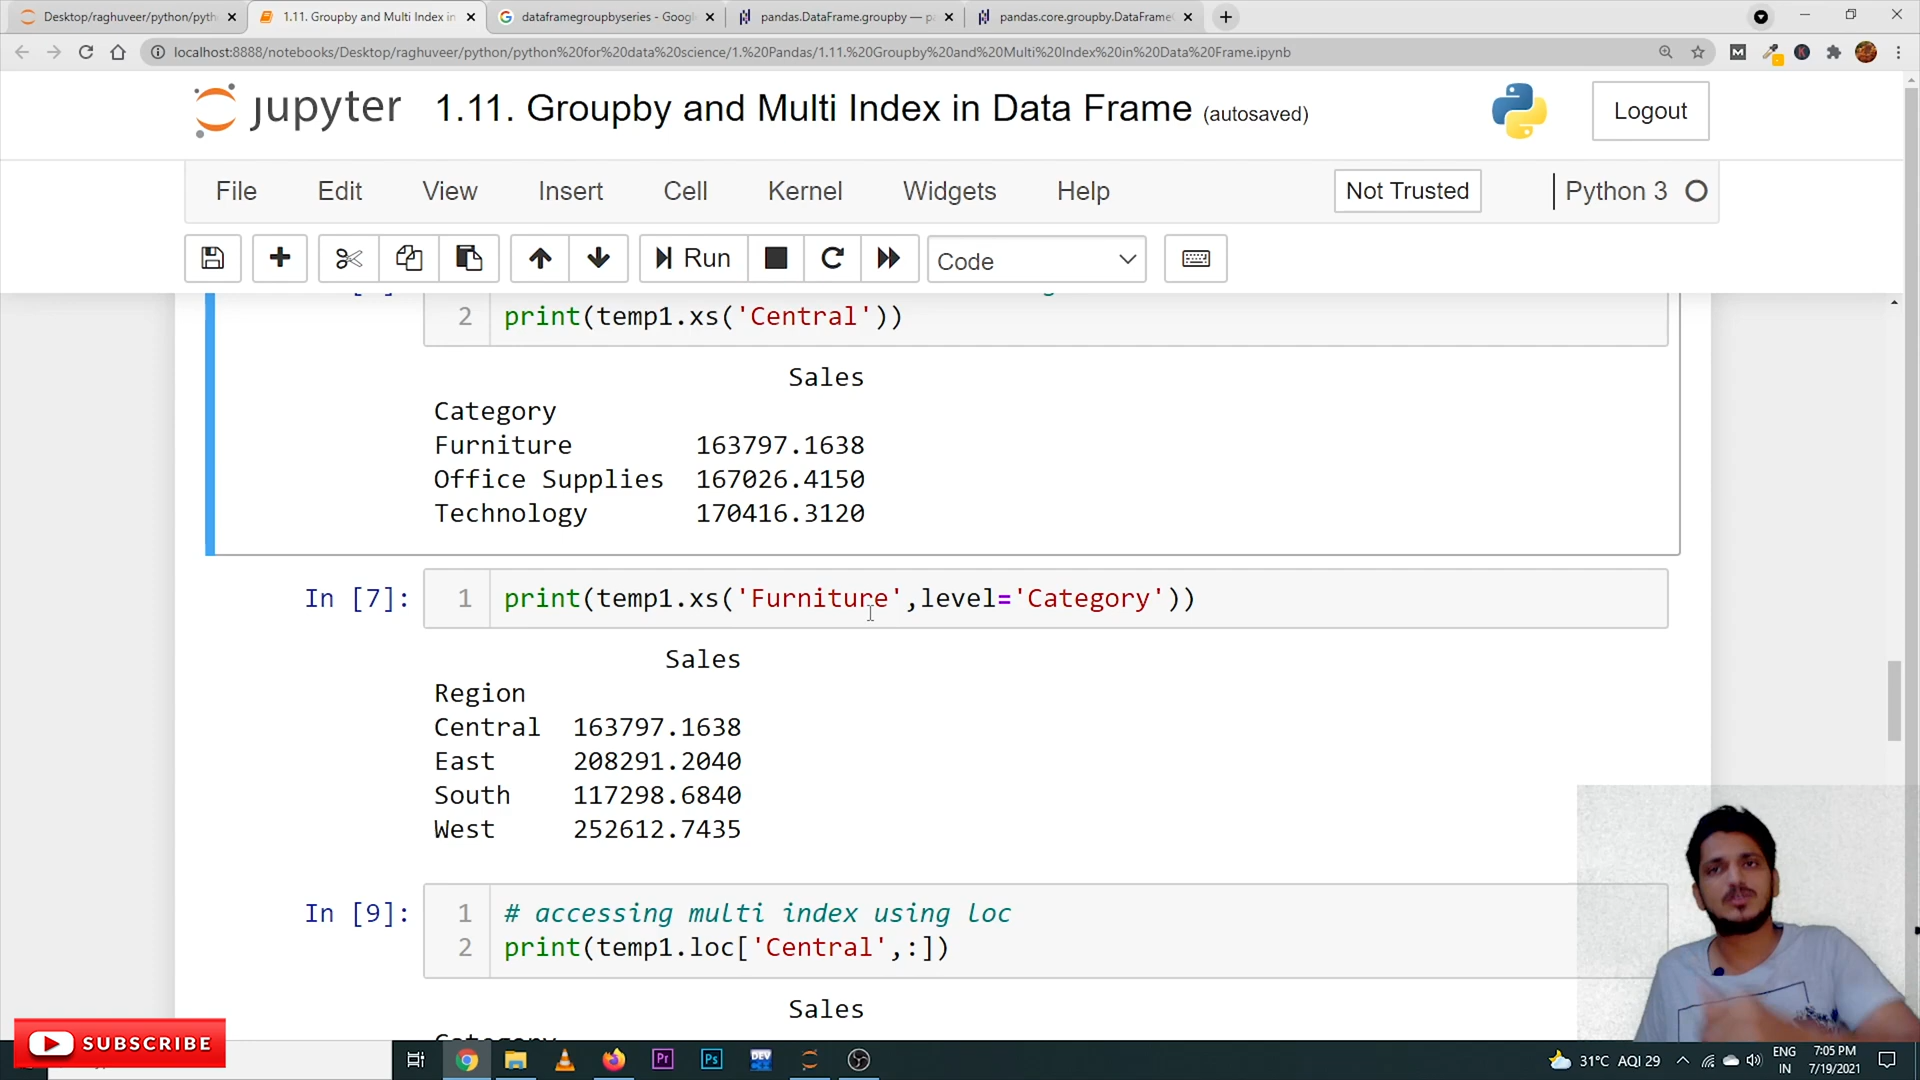 Desktop/raghuveer/python/pyth
1.11. Groupby and Multi Index in
dataframegroupbyseries - Goog
pandas.DataFrame.groupby — p
pandas.core.groupby.DataFrame
localhost:8888/notebooks/Desktop/raghuveer/python/python%20for%20data%20science/1.%20Pandas/1.11.%20Groupby%20and%20Multi%20Index%20in%20Data%20Frame.ipynb
jupyter 1.11. Groupby and Multi Index in Data Frame (autosaved)
Logout
File Edit View Insert Cell Kernel Widgets Help Not Trusted Python 3
Run Code
2 print(temp1.xs('Central'))
Sales
Category
Furniture 163797.1638
Office Supplies 167026.4150
Technology 170416.3120
In [7]: 1 print(temp1.xs('Furniture',level='Category'))
Sales
Region
Central 163797.1638
East 208291.2040
South 117298.6840
West 252612.7435
In [9]: 1 # accessing multi index using loc
2 print(temp1.loc['Central',:])
Sales
Category
SUBSCRIBE
Pr
Ps
DEV
31°C AQI 29
ENG
IN
7:05 PM
7/19/2021